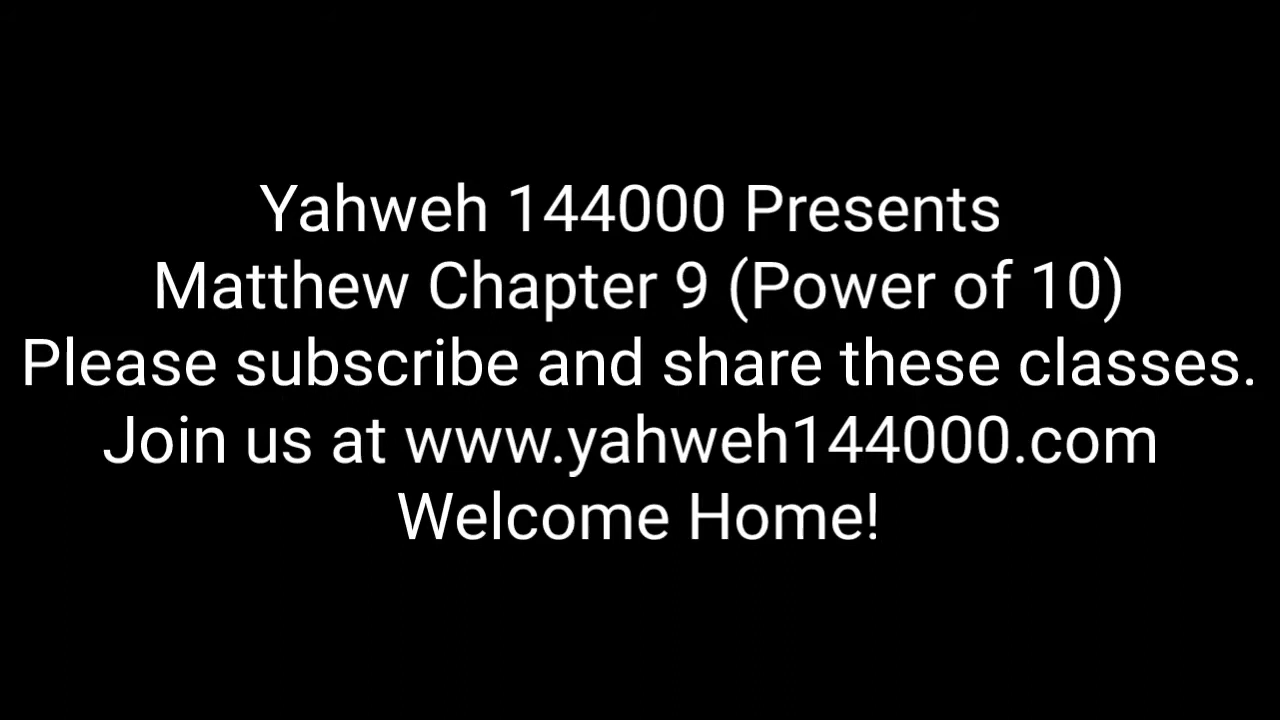 Yahweh 144000 Presents
Matthew Chapter 9 (Power of 10)
Please subscribe and share these classes.
Join us at www.yahweh144000.com
Welcome Home!